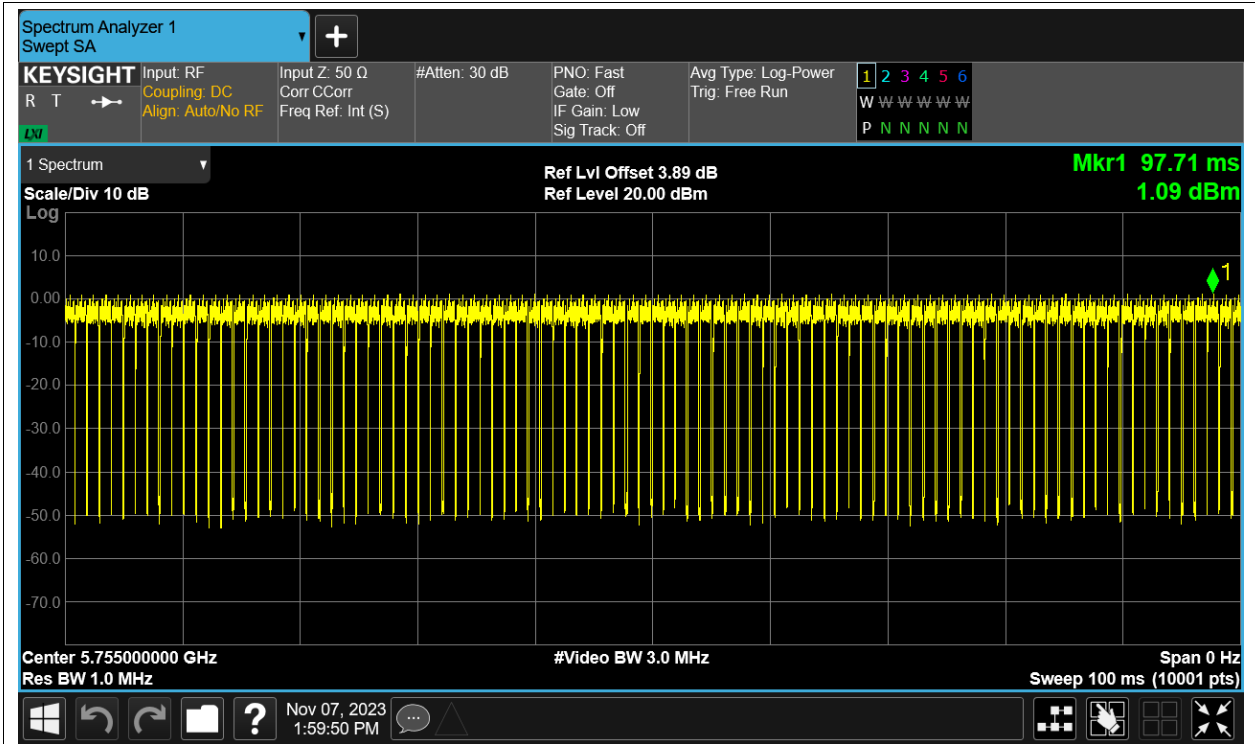 Spectrum Analyzer 1
Swept SA
KEYSIGHT
R T
LXI
Input: RF
Coupling: DC
Align: Auto/No RF
Input Z: 50 Ω
Corr CCorr
Freq Ref: Int (S)
#Atten: 30 dB
PNO: Fast
Gate: Off
IF Gain: Low
Sig Track: Off
Avg Type: Log-Power
Trig: Free Run
1 2 3 4 5 6
W W W W W W
P N N N N N
1 Spectrum
Scale/Div 10 dB
Ref Lvl Offset 3.89 dB
Ref Level 20.00 dBm
Mkr1 97.71 ms
1.09 dBm
Log
10.0
0.00
-10.0
-20.0
-30.0
-40.0
-50.0
-60.0
-70.0
1
Center 5.755000000 GHz
Res BW 1.0 MHz
#Video BW 3.0 MHz
Span 0 Hz
Sweep 100 ms (10001 pts)
?
Nov 07, 2023
1:59:50 PM